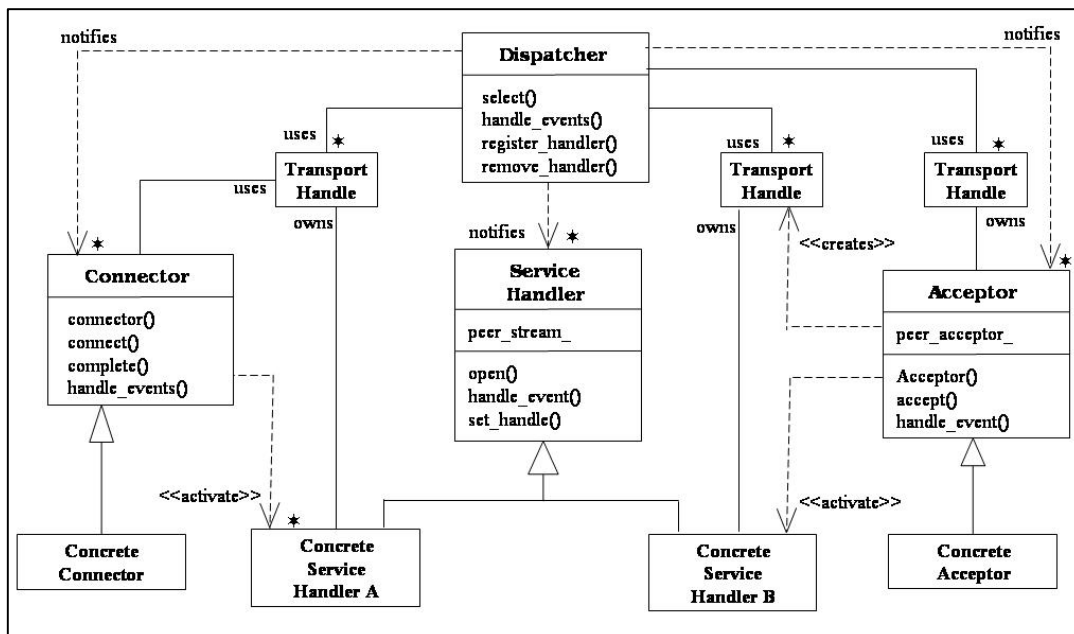 notifies
notifies
Dispatcher
select()
handle_events()
register_handler()
remove_handler()
uses
*
uses
*
uses
*
Transport
Handle
Transport
Handle
Transport
Handle
uses
owns
owns
owns
notifies
*
<<creates>>
*
*
Connector
connector()
connect()
complete()
handle_events()
Service
Handler
peer_stream_
open()
handle_event()
set_handle()
Acceptor
peer_acceptor_
Acceptor()
accept()
handle_event()
<<activate>>
*
<<activate>>
Concrete
Connector
Concrete
Service
Handler A
Concrete
Service
Handler B
Concrete
Acceptor